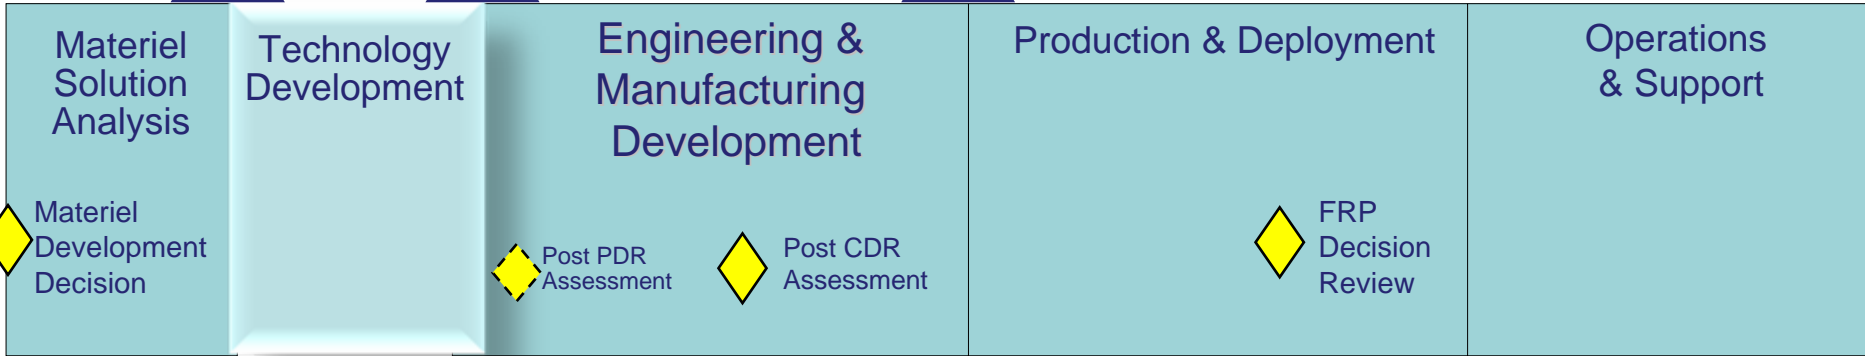 Materiel
Solution
Analysis
Technology
Development
Engineering &
Manufacturing
Development
Production & Deployment
Operations
& Support
Materiel
Development
Decision
Post PDR
Assessment
Post CDR
Assessment
FRP
Decision
Review